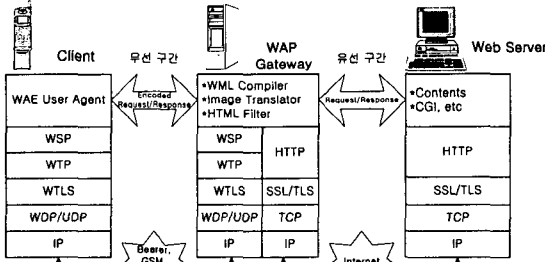 Client
우선 구간
WAP
Gateway
유선 구간
Web Server
WAE User Agent
Encoded
Request/Response
*WML Compiler
*Image Translator
*HTML Filter
Request/Response
*Contents
*CGI, etc
WSP
WTP
WTLS
WDP/UDP
IP
WSP
WTP
WTLS
WDP/UDP
IP
HTTP
SSL/TLS
TCP
IP
HTTP
SSL/TLS
TCP
IP
Bearer,
GSM,
Internet